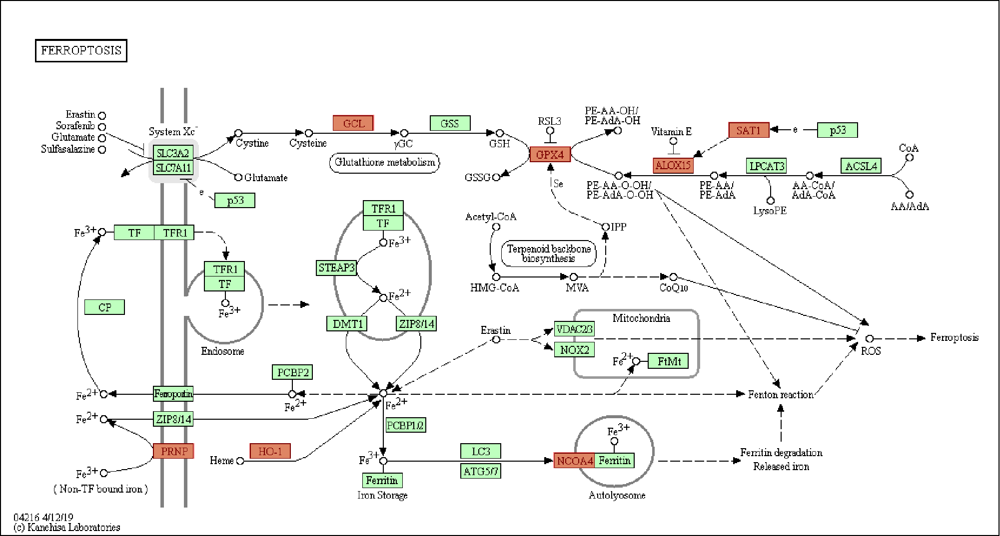 FERROPTOSIS
Erastin
Sorafenib
Glutamate
Sulfasalazine
System Xc-
SLC3A2
SLC7A11
Cystine
Cysteine
GCL
γGC
GSS
GSH
Glutathione metabolism
Glutamate
e
p53
GSSG
GPX4
RSL3
PE-AA-OH/
PE-AdA-OH
Vitamin E
SAT1
e
p53
ALOX15
LPCAT3
ACSL4
CoA
PE-AA-O-OH/
PE-AdA-O-OH
PE-AA/
PE-AdA
AA-CoA/
AdA-CoA
LysoPE
AA/AdA
Se
Acetyl-CoA
IPP
Terpenoid backbone
biosynthesis
HMG-CoA
MVA
CoQ10
Fe3+
TF
TFR1
TFR1
TF
Fe3+
Endosome
CP
TFR1
TF
Fe3+
STEAP3
Fe2+
DMT1
ZIP8/14
Erastin
Mitochondria
VDAC2/3
NOX2
Fe2+
FtMt
ROS
Ferroptosis
Fe2+
Ferroportin
PCBP2
Fe2+
Fe2+
Fenton reaction
Fe2+
ZIP8/14
PCBP1/2
PRNP
Fe3+
( Non-TF bound iron )
Heme
HO-1
Fe3+
Ferritin
Iron Storage
LC3
ATG5/7
NCOA4
Ferritin
Fe3+
Autolyosome
Ferritin degradation
Released iron
04216 4/12/19
(c) Kanehisa Laboratories